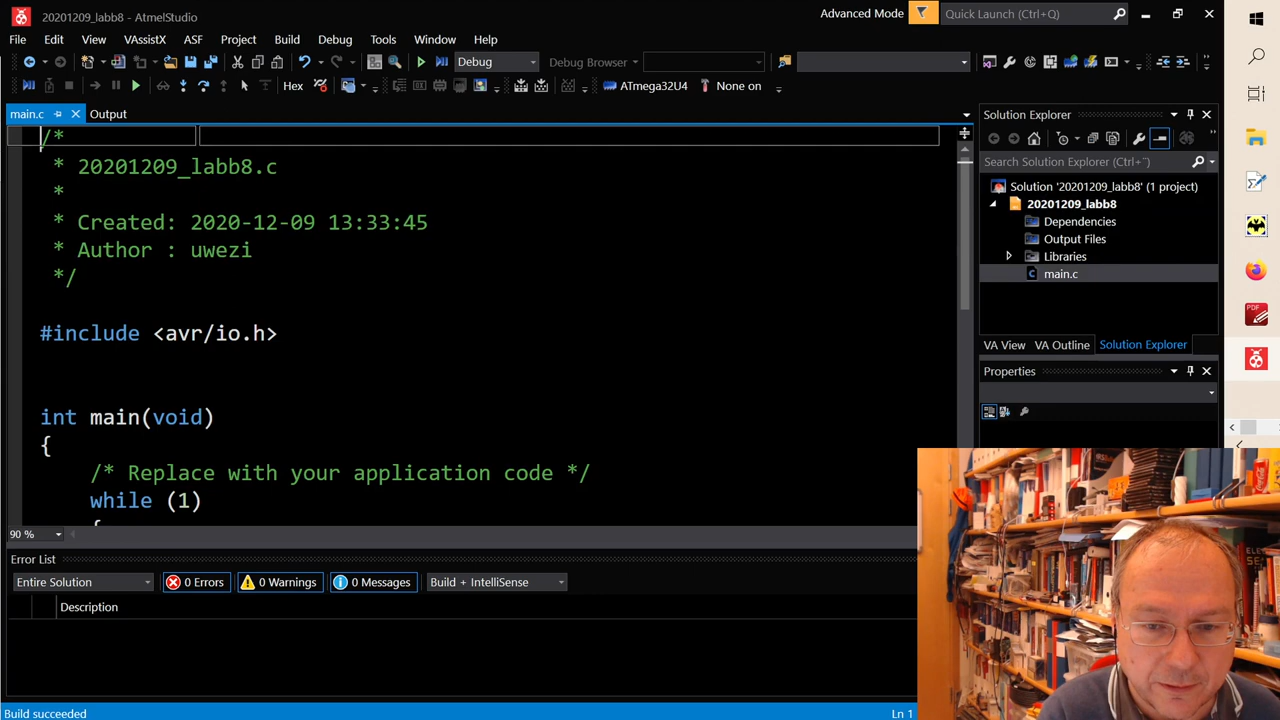 20201209_labb8 - AtmelStudio
Advanced Mode
Quick Launch (Ctrl+Q)
File Edit View VAssistX ASF Project Build Debug Tools Window Help
Debug
Debug Browser
Hex
ATmega32U4
None on
main.c
Output
/*
* 20201209_labb8.c
*
* Created: 2020-12-09 13:33:45
* Author : uwezi
*/
#include <avr/io.h>
int main(void)
{
/* Replace with your application code */
while (1)
{
90 %
Solution Explorer
Search Solution Explorer (Ctrl+¨)
Solution '20201209_labb8' (1 project)
20201209_labb8
Dependencies
Output Files
Libraries
main.c
VA View VA Outline Solution Explorer
Properties
Error List
Entire Solution
0 Errors
0 Warnings
0 Messages
Build + IntelliSense
Description
Build succeeded
Ln 1
PDF